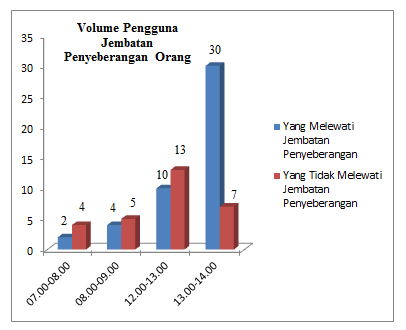 Volume Pengguna
Jembatan
Penyeberangan Orang
35
30
25
20
15
10
5
0
2
4
4
5
10
13
30
7
07.00-08.00
08.00-09.00
12.00-13.00
13.00-14.00
Yang Melewati
Jembatan
Penyeberangan
Yang Tidak Melewati
Jembatan
Penyeberangan